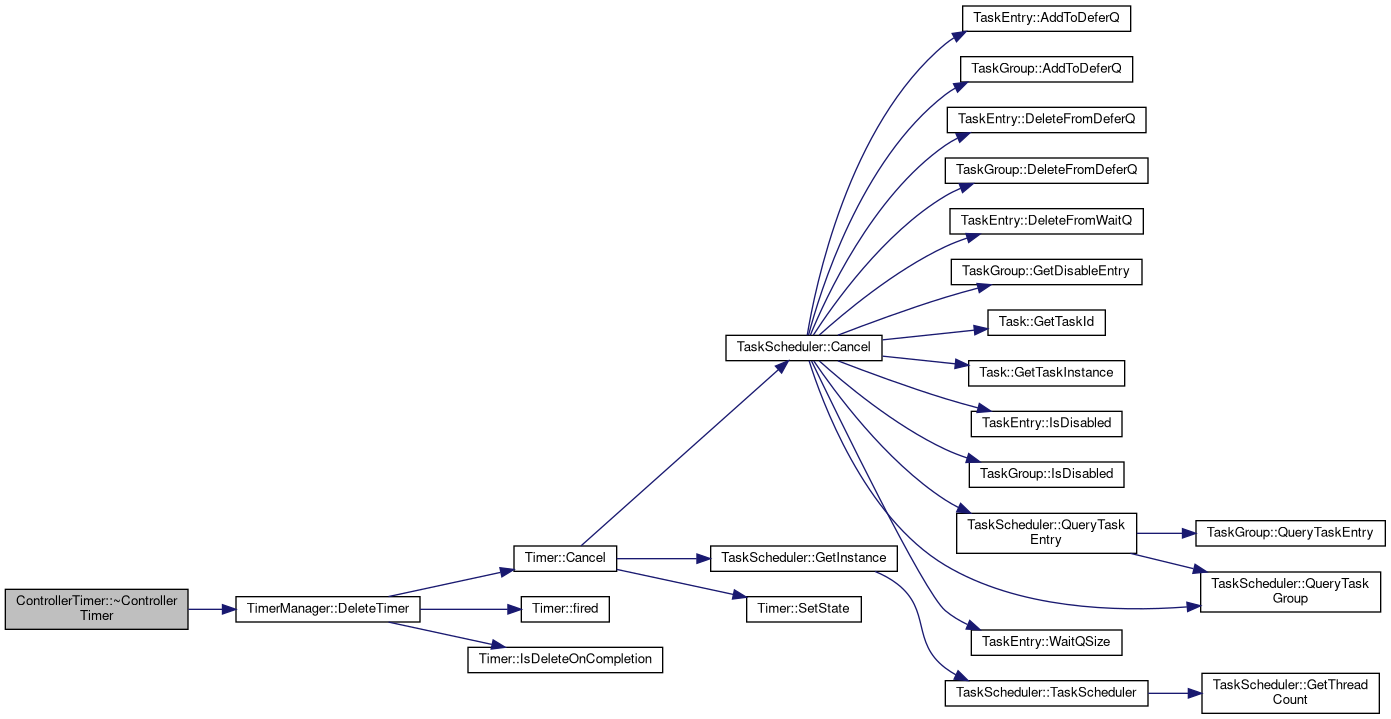 TaskEntry::AddToDeferQ
TaskGroup::AddToDeferQ
TaskEntry::DeleteFromDeferQ
TaskGroup::DeleteFromDeferQ
TaskEntry::DeleteFromWaitQ
TaskGroup::GetDisableEntry
Task::GetTaskId
TaskScheduler::Cancel
Task::GetTaskInstance
TaskEntry::IsDisabled
TaskGroup::IsDisabled
TaskScheduler::QueryTask
Entry
TaskGroup::QueryTaskEntry
Timer::Cancel
TaskScheduler::GetInstance
TaskScheduler::QueryTask
Group
ControllerTimer::~Controller
Timer
TimerManager::DeleteTimer
Timer::fired
Timer::SetState
TaskEntry::WaitQSize
Timer::IsDeleteOnCompletion
TaskScheduler::TaskScheduler
TaskScheduler::GetThread
Count